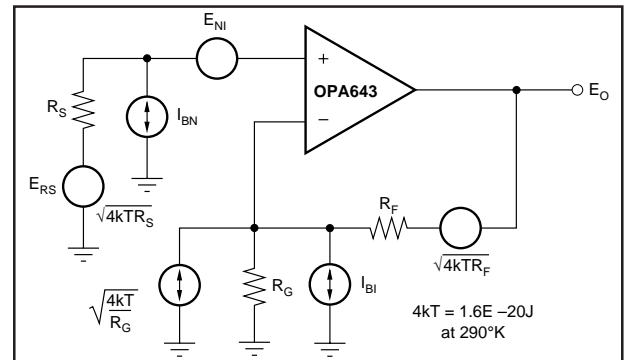 E_NI
+
OPA643
−
E_O
R_S
I_BN
E_RS
√4kTR_S
R_F
√4kTR_F
√4kT/R_G
R_G
I_BI
4kT = 1.6E –20J
at 290°K